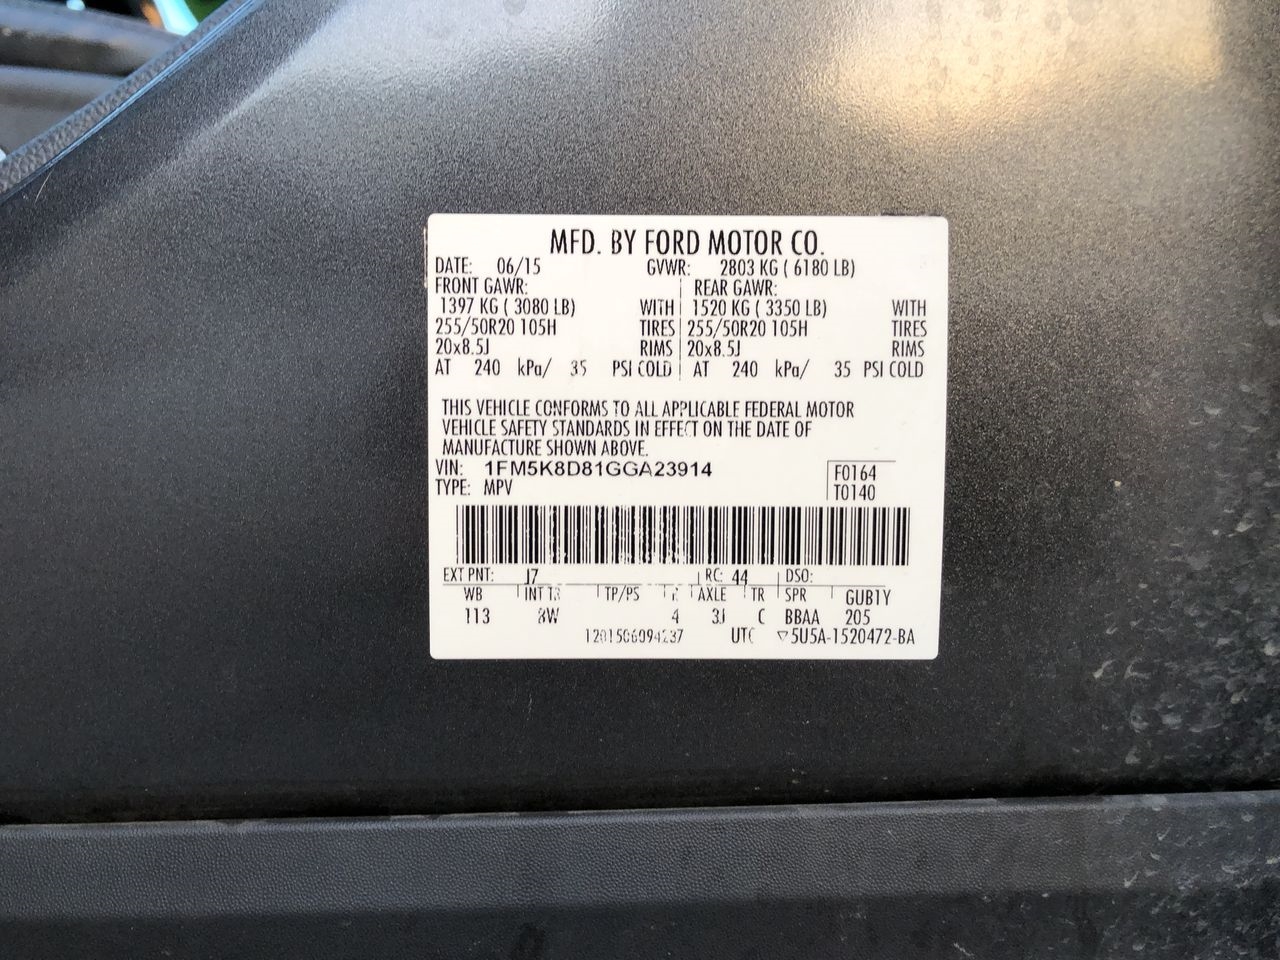 MFD. BY FORD MOTOR CO.
DATE: 06/15 GVWR: 2803 KG ( 6180 LB)
FRONT GAWR: REAR GAWR:
1397 KG ( 3080 LB) WITH 1520 KG ( 3350 LB) WITH
255/50R20 105H TIRES 255/50R20 105H TIRES
20x8.5J RIMS 20x8.5J RIMS
AT 240 kPa/ 35 PSI COLD AT 240 kPa/ 35 PSI COLD
THIS VEHICLE CONFORMS TO ALL APPLICABLE FEDERAL MOTOR
VEHICLE SAFETY STANDARDS IN EFFECT ON THE DATE OF
MANUFACTURE SHOWN ABOVE.
VIN: 1FM5K8D81GGA23914 F0164
TYPE: MPV T0140
EXT PNT: J7 RC: 44 DSO:
WB INT TR TP/PS R AXLE TR SPR GUB1Y
113 8W 4 3J C BBAA 205
UTC ▽5U5A-1520472-BA